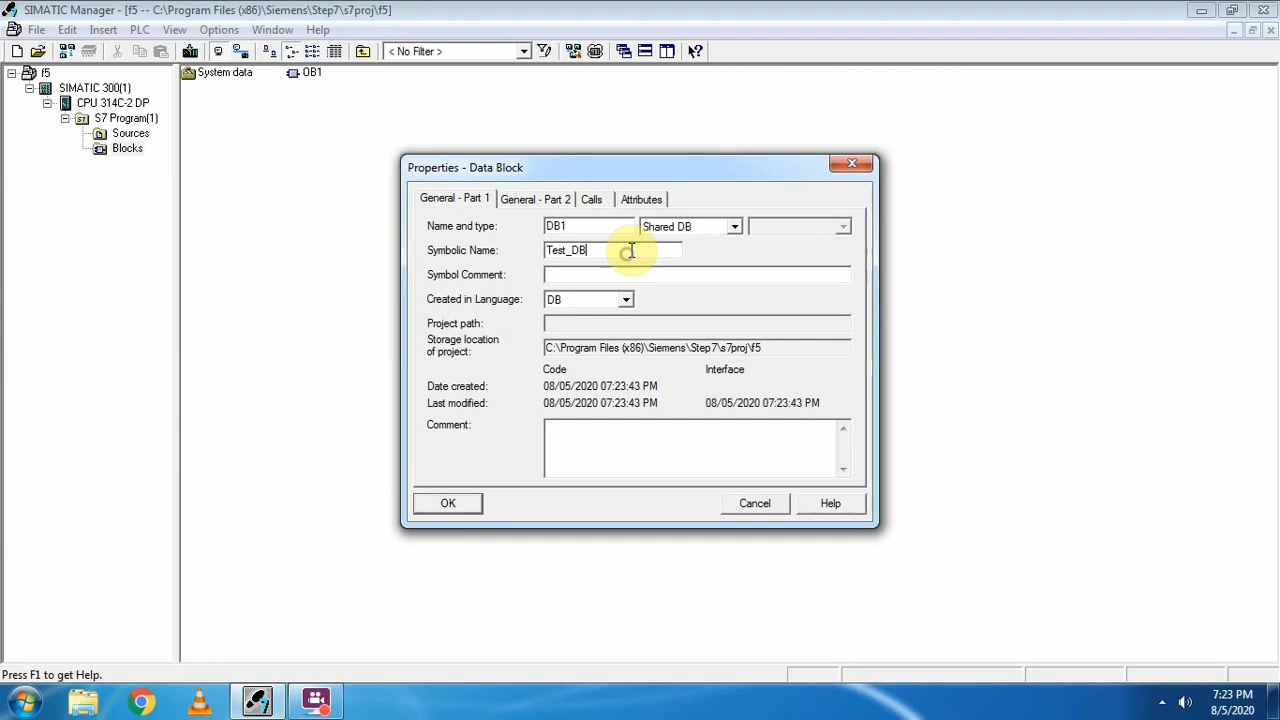 SIMATIC Manager - [f5 -- C:\Program Files (x86)\Siemens\Step7\s7proj\f5]
File Edit Insert PLC View Options Window Help
< No Filter >
f5
SIMATIC 300(1)
CPU 314C-2 DP
S7 Program(1)
Sources
Blocks
System data OB1
Properties - Data Block
General - Part 1 General - Part 2 Calls Attributes
Name and type: DB1 Shared DB
Symbolic Name: Test_DB
Symbol Comment:
Created in Language: DB
Project path:
Storage location
of project: C:\Program Files (x86)\Siemens\Step7\s7proj\f5
Code Interface
Date created: 08/05/2020 07:23:43 PM
Last modified: 08/05/2020 07:23:43 PM 08/05/2020 07:23:43 PM
Comment:
OK Cancel Help
Press F1 to get Help.
7:23 PM
8/5/2020